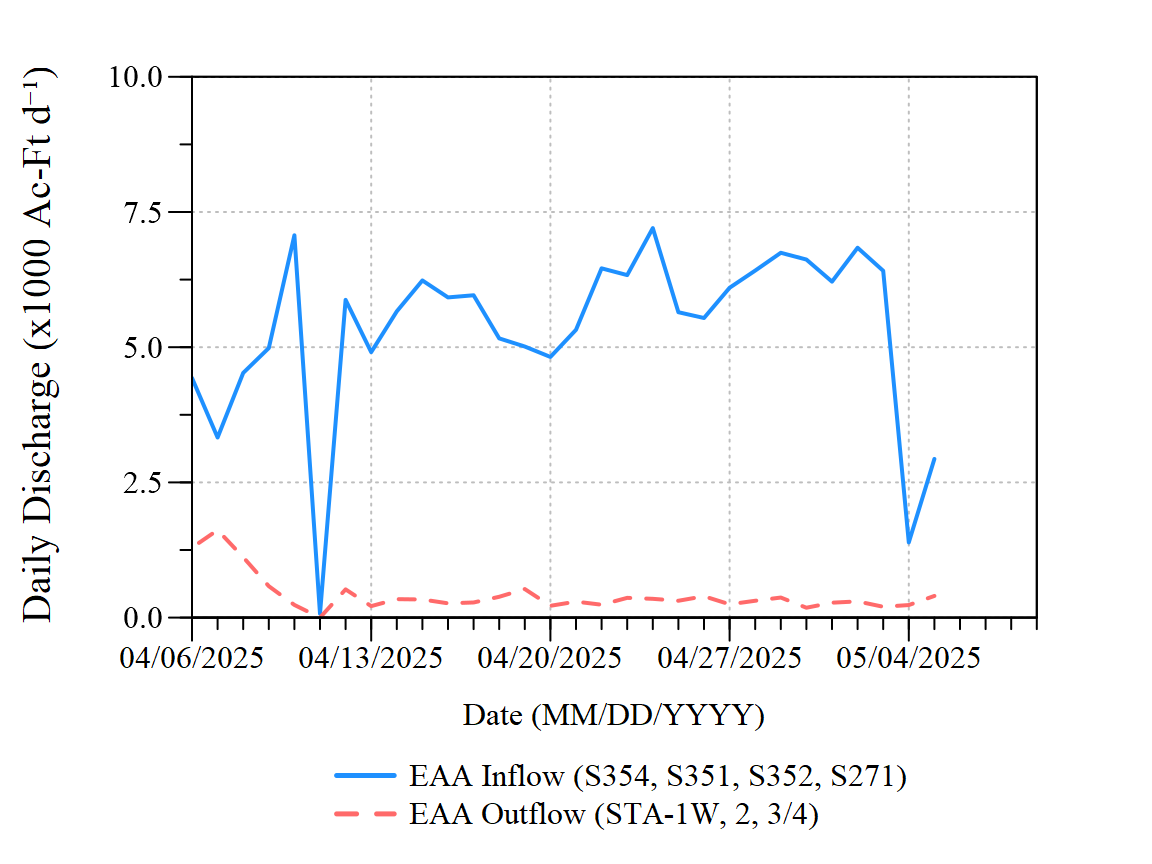 Daily Discharge (x1000 Ac-Ft d⁻¹)
10.0
7.5
5.0
2.5
0.0
04/06/2025 04/13/2025 04/20/2025 04/27/2025 05/04/2025
Date (MM/DD/YYYY)
EAA Inflow (S354, S351, S352, S271)
EAA Outflow (STA-1W, 2, 3/4)